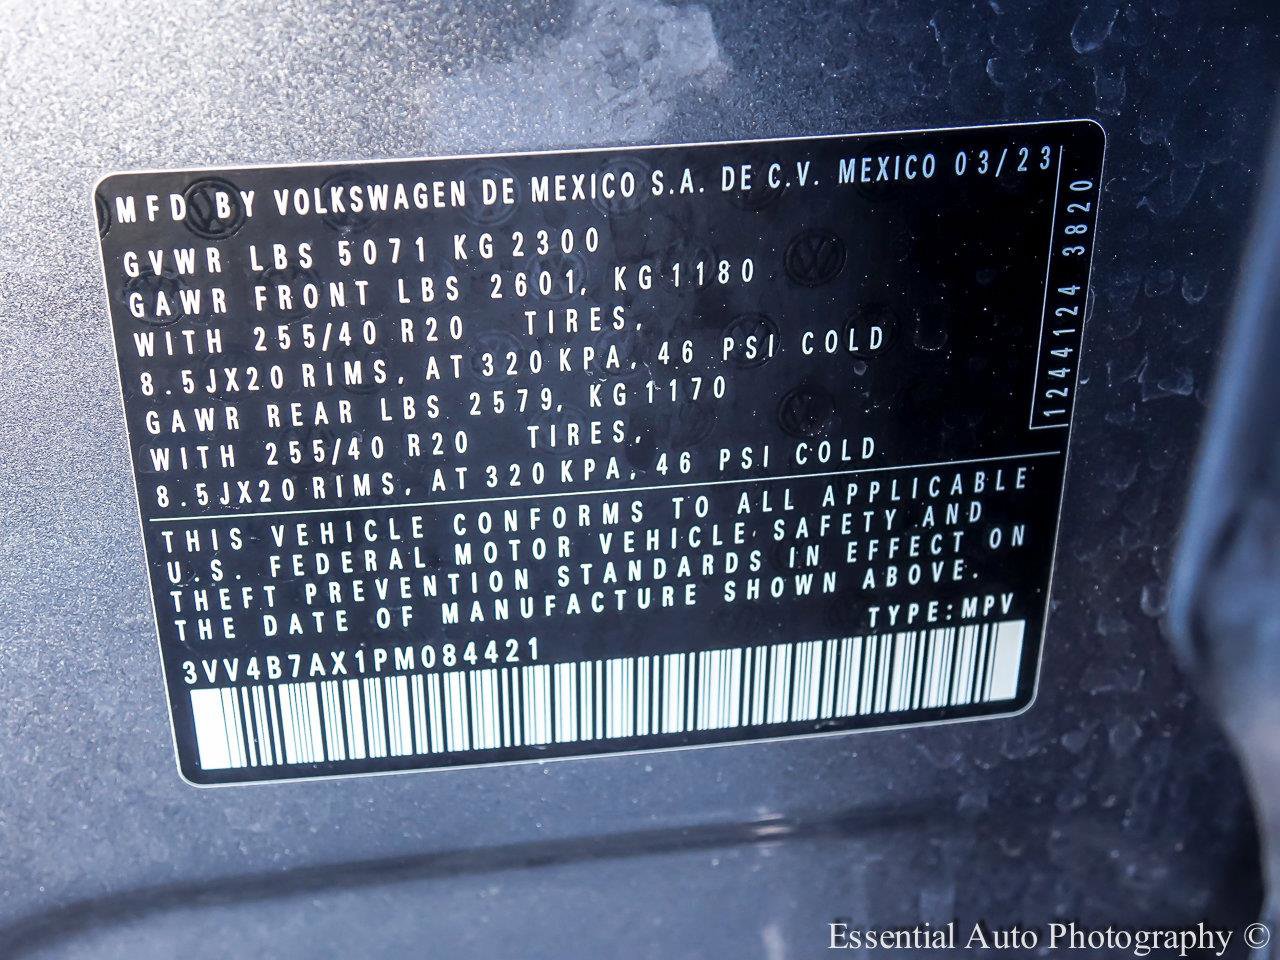 MFD BY VOLKSWAGEN DE MEXICO S.A. DE C.V. MEXICO 03/23
GVWR LBS 5071 KG 2300
GAWR FRONT LBS 2601, KG 1180
WITH 255/40 R20 TIRES,
8.5JX20 RIMS, AT 320 KPA, 46 PSI COLD
GAWR REAR LBS 2579, KG 1170
WITH 255/40 R20 TIRES,
8.5JX20 RIMS, AT 320 KPA, 46 PSI COLD
1244124 3820
THIS VEHICLE CONFORMS TO ALL APPLICABLE
U.S. FEDERAL MOTOR VEHICLE SAFETY AND
THEFT PREVENTION STANDARDS IN EFFECT ON
THE DATE OF MANUFACTURE SHOWN ABOVE.
TYPE:MPV
3VV4B7AX1PM084421
Essential Auto Photography ©